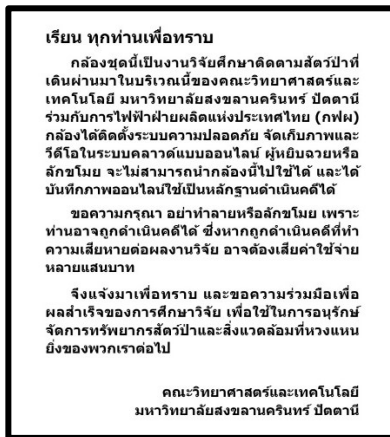 เรียน ทุกท่านเพื่อทราบ
กล้องชุดนี้เป็นงานวิจัยศึกษาติดตามสัตว์ป่าที่
เดินผ่านมาในบริเวณนี้ของคณะวิทยาศาสตร์และ
เทคโนโลยี มหาวิทยาลัยสงขลานครินทร์ ปัตตานี
ร่วมกับการไฟฟ้าฝ่ายผลิตแห่งประเทศไทย (กฟผ)
กล้องได้ติดตั้งระบบความปลอดภัย จัดเก็บภาพและ
วีดีโอในระบบคลาวด์แบบออนไลน์ ผู้หยิบฉวยหรือ
ลักขโมย จะไม่สามารถนำกล้องนี้ไปใช้ได้ และได้
บันทึกภาพออนไลน์ใช้เป็นหลักฐานดำเนินคดีได้
ขอความกรุณา อย่าทำลายหรือลักขโมย เพราะ
ท่านอาจถูกดำเนินคดีได้ ซึ่งหากถูกดำเนินคดีที่ทำ
ความเสียหายต่อผลงานวิจัย อาจต้องเสียค่าใช้จ่าย
หลายแสนบาท
จึงแจ้งมาเพื่อทราบ และขอความร่วมมือเพื่อ
ผลสำเร็จของการศึกษาวิจัย เพื่อใช้ในการอนุรักษ์
จัดการทรัพยากรสัตว์ป่าและสิ่งแวดล้อมที่หวงแหน
ยิ่งของพวกเราต่อไป
คณะวิทยาศาสตร์และเทคโนโลยี
มหาวิทยาลัยสงขลานครินทร์ ปัตตานี